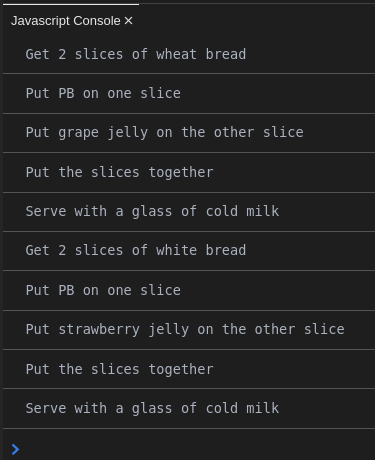 Javascript Console ×
Get 2 slices of wheat bread
Put PB on one slice
Put grape jelly on the other slice
Put the slices together
Serve with a glass of cold milk
Get 2 slices of white bread
Put PB on one slice
Put strawberry jelly on the other slice
Put the slices together
Serve with a glass of cold milk